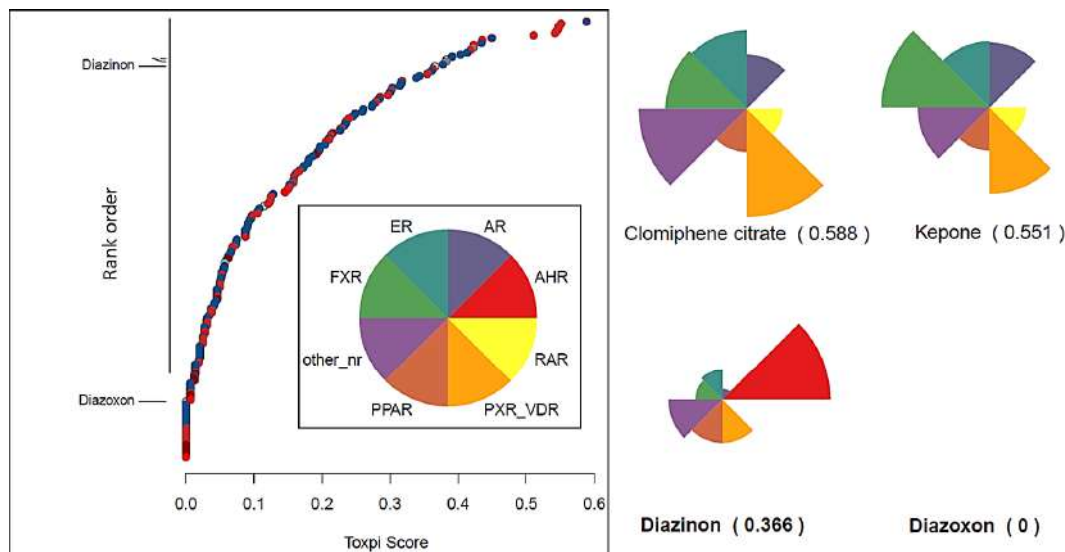 Diazinon
Rank order
Diazoxon
0.0 0.1 0.2 0.3 0.4 0.5 0.6
Toxpi Score
ER AR
FXR AHR
other_nr RAR
PPAR PXR_VDR
Clomiphene citrate ( 0.588 ) Kepone ( 0.551 )
Diazinon ( 0.366 ) Diazoxon ( 0 )